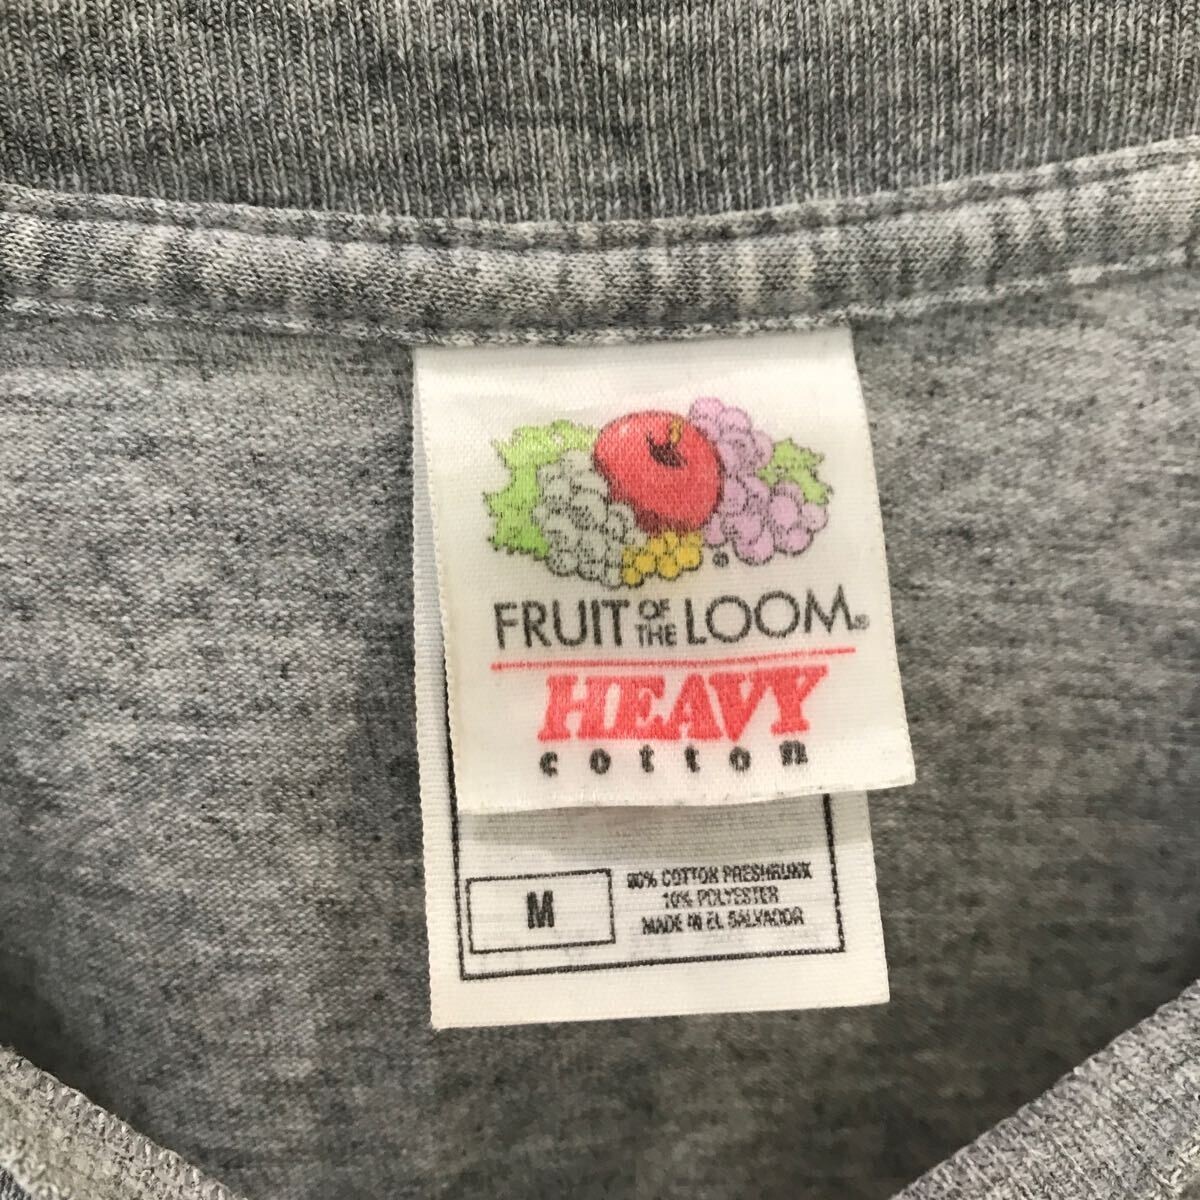 ®
FRUIT OF THE LOOM®
HEAVY
cotton
M
90% COTTON PRESHRUNK
10% POLYESTER
MADE IN EL SALVADOR